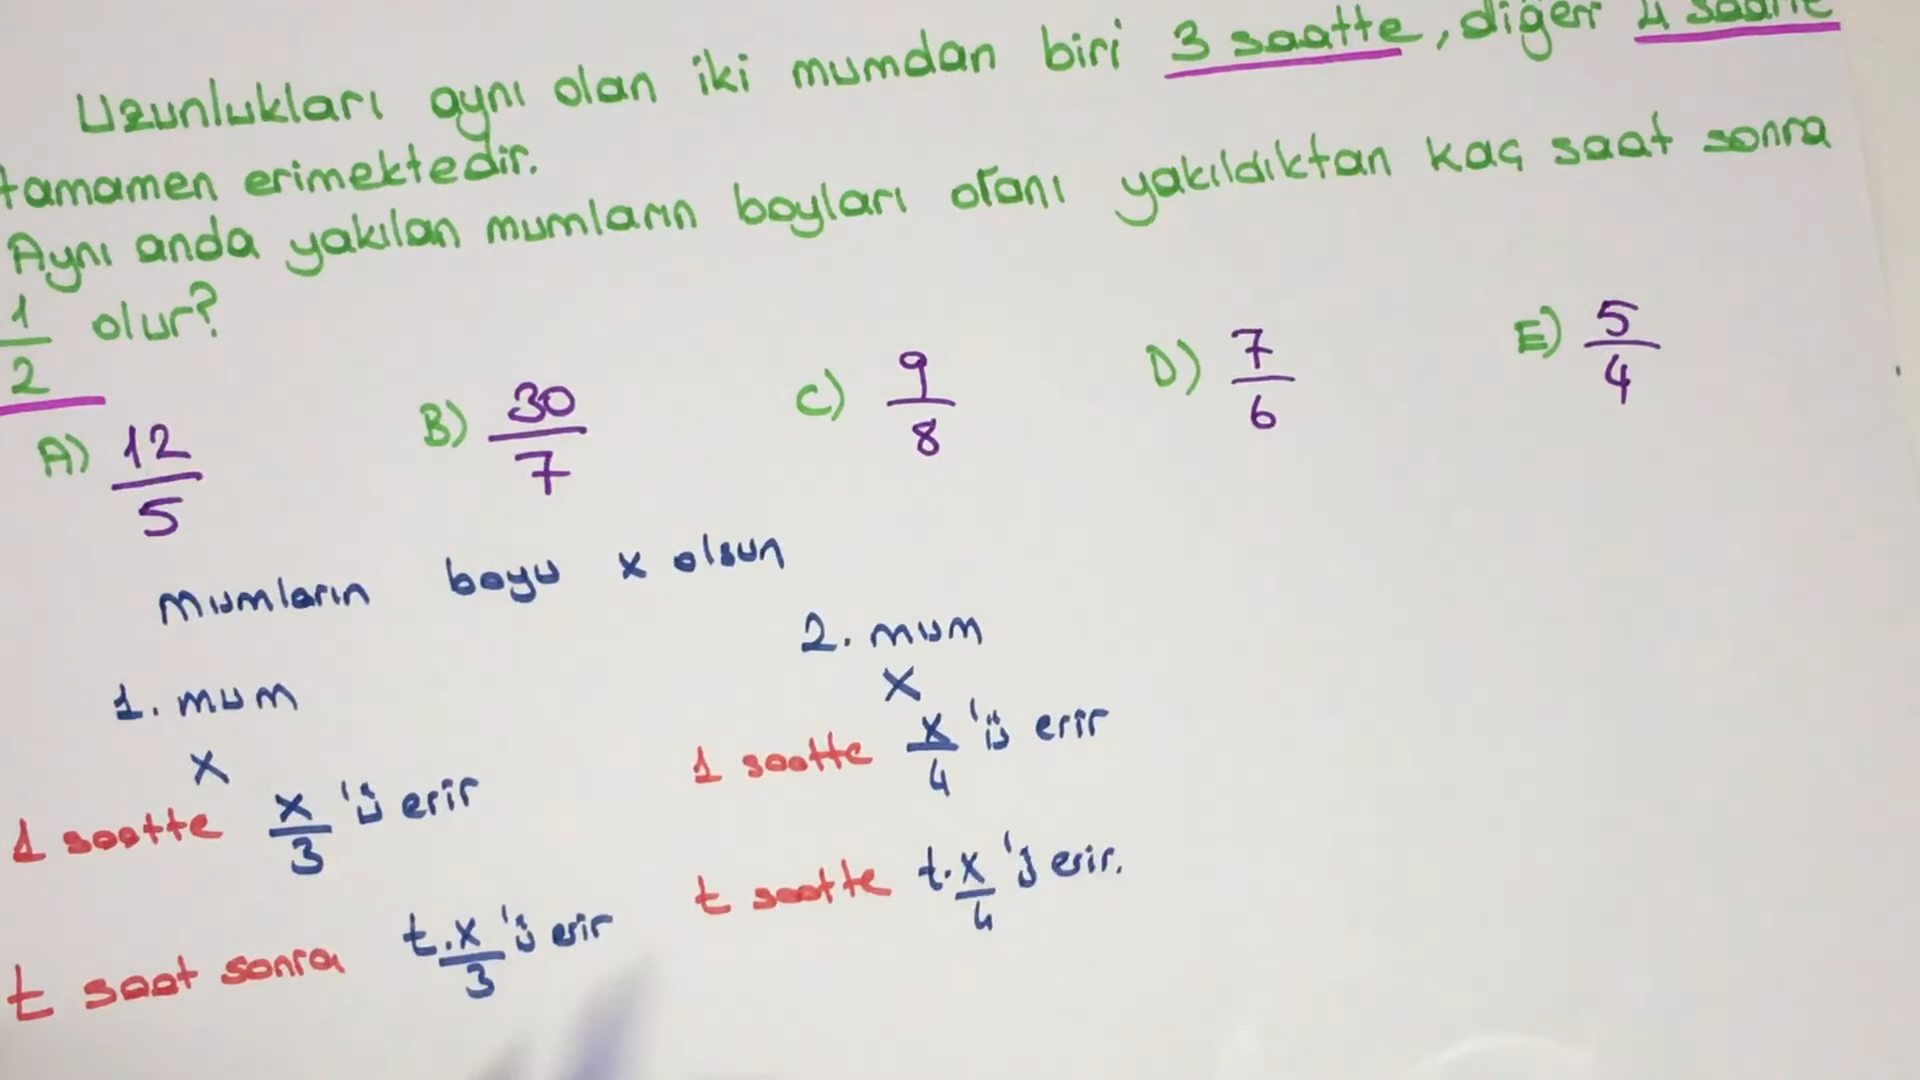 Uzunlukları aynı olan iki mumdan biri 3 saatte, diğeri 4 saatte
tamamen erimektedir.
Aynı anda yakılan mumların boyları oranı yakıldıktan kaç saat sonra
1/2 olur?
A) 12/5 B) 30/7 C) 9/8 D) 7/6 E) 5/4
mumların boyu x olsun
1. mum
x
1 saatte x/3 'ü erir
t saat sonra t.x/3 'ü erir
2. mum
x
1 saatte x/4 'ü erir
t saatte t.x/4 'ü erir.